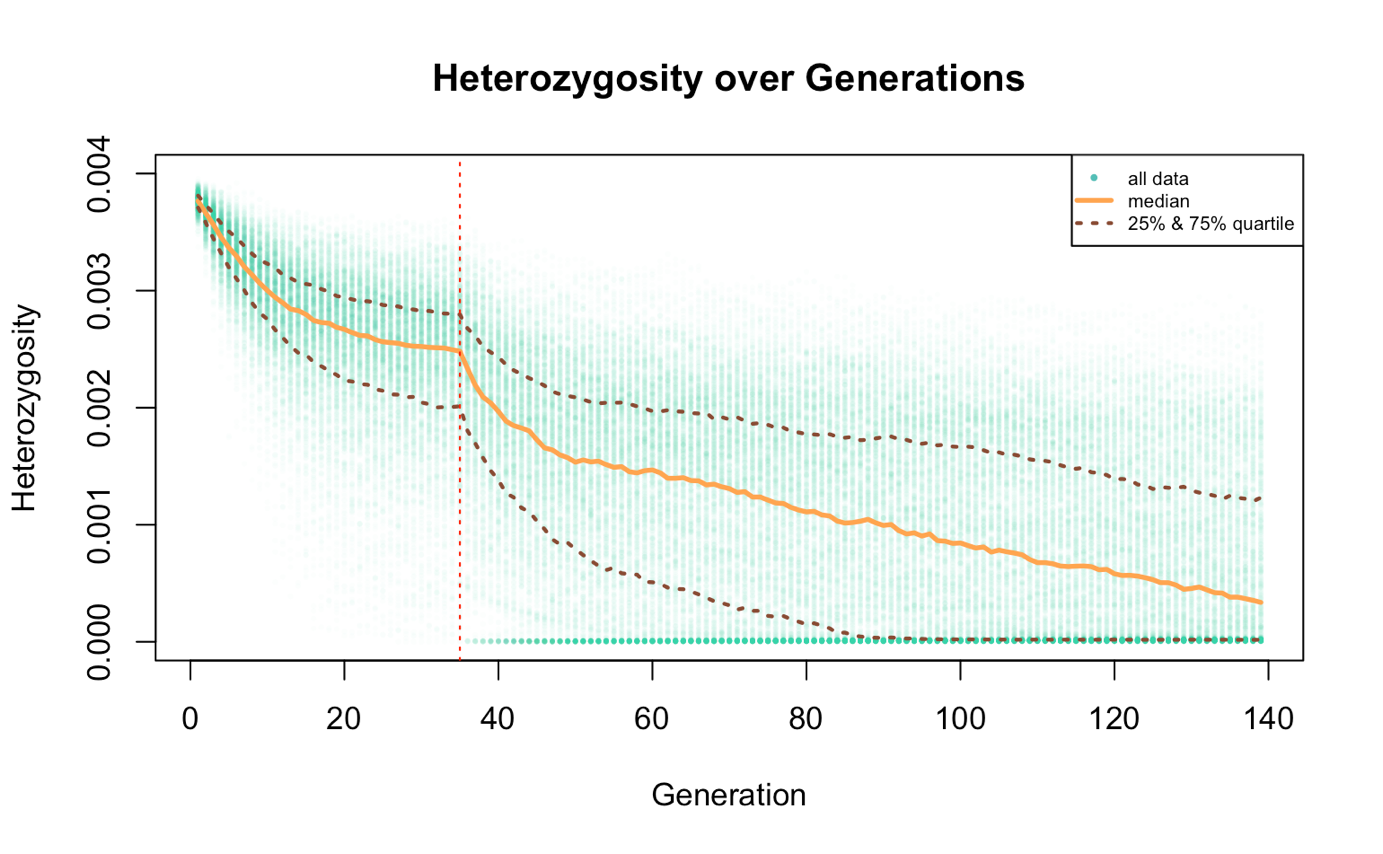 Heterozygosity over Generations
Heterozygosity
0.004
0.003
0.002
0.001
0.000
all data
median
25% & 75% quartile
0 20 40 60 80 100 120 140
Generation